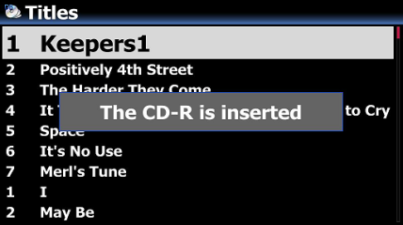 Titles
1 Keepers1
2 Positively 4th Street
3 The Harder They Come
4 It to Cry
The CD-R is inserted
5 Space
6 It's No Use
7 Merl's Tune
1 I
2 May Be